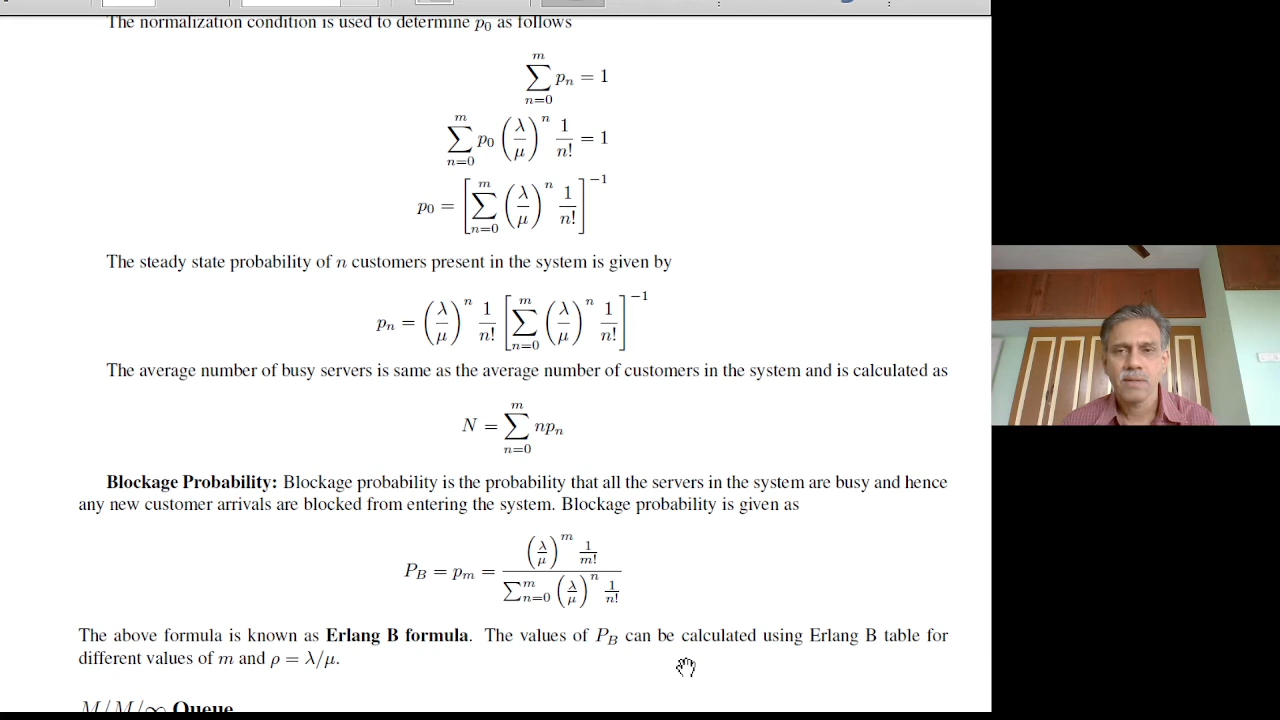 The normalization condition is used to determine p₀ as follows
∑_{n=0}^{m} pₙ = 1
∑_{n=0}^{m} p₀ (λ/μ)^n 1/n! = 1
p₀ = [∑_{n=0}^{m} (λ/μ)^n 1/n!]^{−1}
The steady state probability of n customers present in the system is given by
pₙ = (λ/μ)^n 1/n! [∑_{n=0}^{m} (λ/μ)^n 1/n!]^{−1}
The average number of busy servers is same as the average number of customers in the system and is calculated as
N = ∑_{n=0}^{m} npₙ
Blockage Probability: Blockage probability is the probability that all the servers in the system are busy and hence
any new customer arrivals are blocked from entering the system. Blockage probability is given as
P_B = p_m = ((λ/μ)^m 1/m!) / (∑_{n=0}^{m} (λ/μ)^n 1/n!)
The above formula is known as Erlang B formula. The values of P_B can be calculated using Erlang B table for
different values of m and ρ = λ/μ.
M/M/∞ Queue